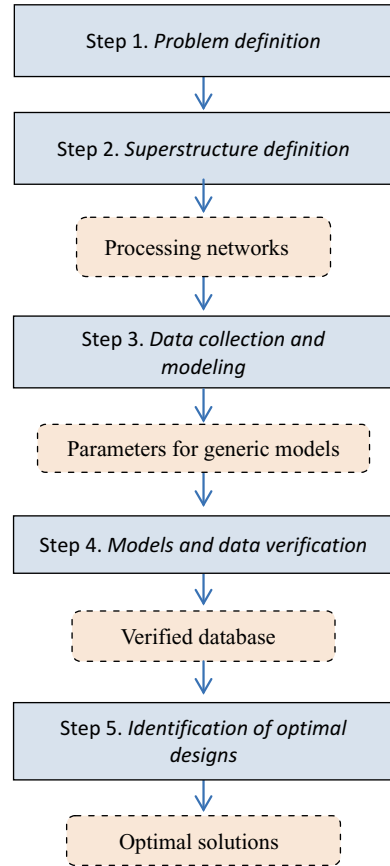 Step 1. Problem definition
Step 2. Superstructure definition
Processing networks
Step 3. Data collection and
modeling
Parameters for generic models
Step 4. Models and data verification
Verified database
Step 5. Identification of optimal
designs
Optimal solutions